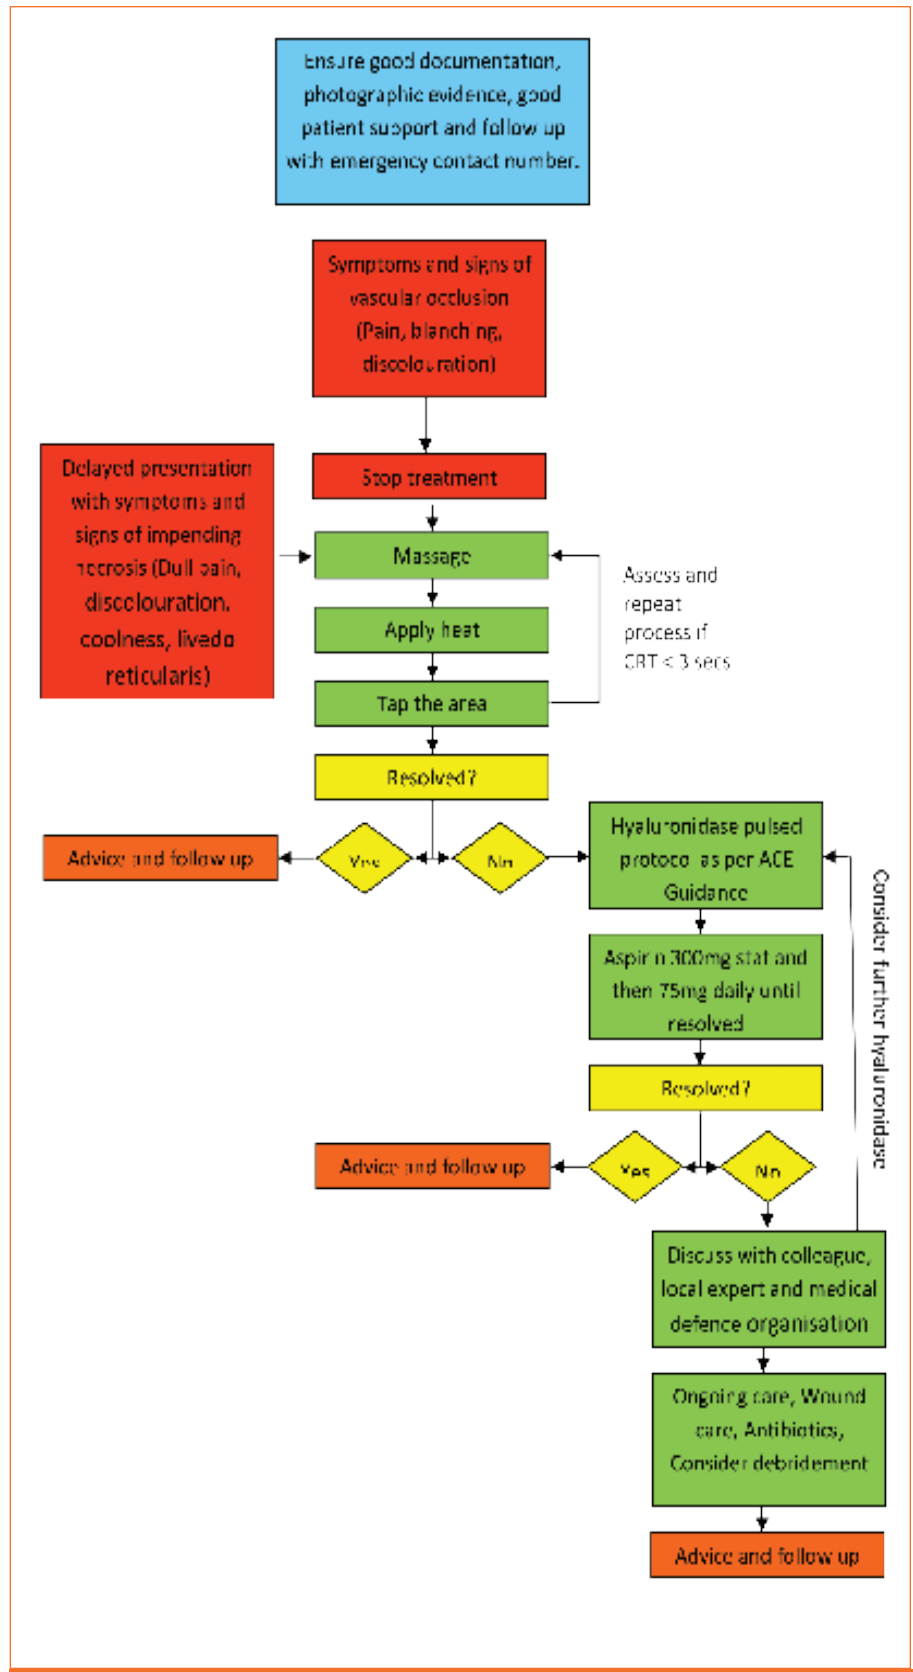 Ensure good documentation,
photographic evidence, good
patient support and follow up
with emergency contact number.
Symptoms and signs of
vascular occlusion
(Pain, blanching,
discolouration)
Stop treatment
Delayed presentation
with symptoms and
signs of impending
necrosis (Dull pain,
discolouration,
coolness, livedo
reticularis)
Massage
Apply heat
Tap the area
Assess and
repeat
process if
CRT < 3 secs
Resolved?
Advice and follow up
Yes
No
Hyaluronidase pulsed
protocol as per ACE
Guidance
Aspirin 300mg stat and
then 75mg daily until
resolved
Consider further hyaluronidase
Resolved?
Advice and follow up
Yes
No
Discuss with colleague,
local expert and medical
defence organisation
Ongoing care, Wound
care, Antibiotics,
Consider debridement
Advice and follow up